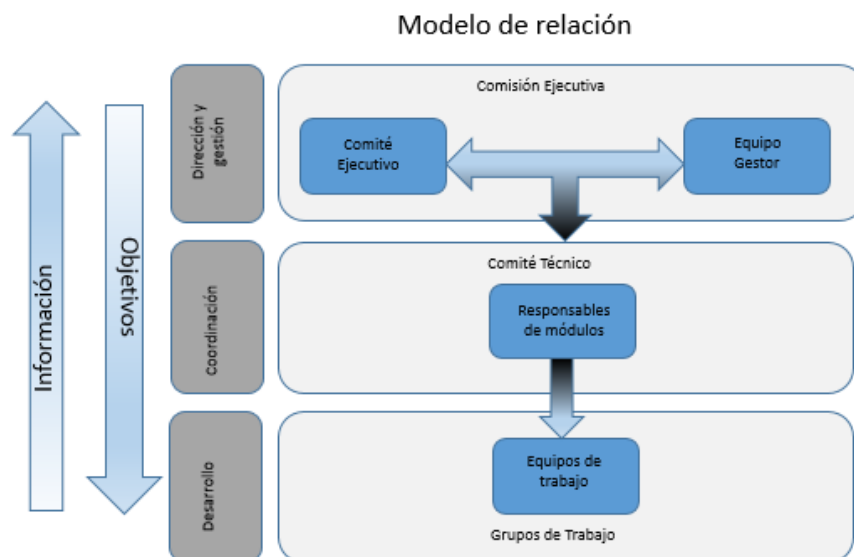 Modelo de relación
Información
Objetivos
Dirección y
gestión
Comisión Ejecutiva
Comité
Ejecutivo
Equipo
Gestor
Coordinación
Comité Técnico
Responsables
de módulos
Desarrollo
Equipos de
trabajo
Grupos de Trabajo